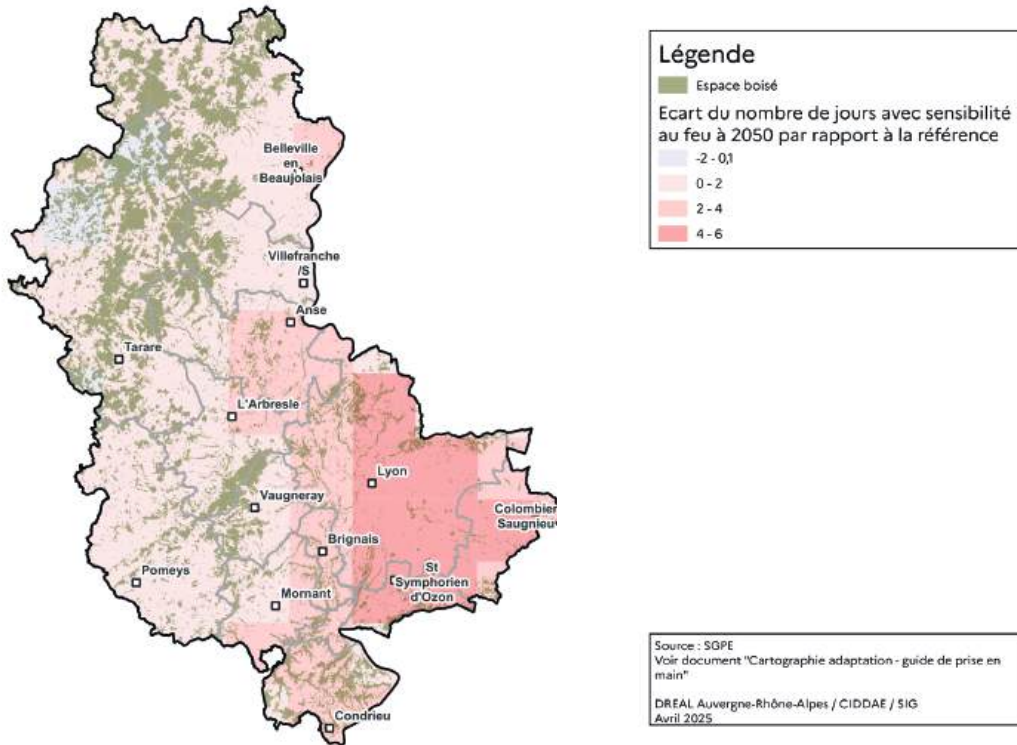 Légende
Espace boisé
Ecart du nombre de jours avec sensibilité
au feu à 2050 par rapport à la référence
-2 - 0,1
0 - 2
2 - 4
4 - 6
Belleville
en
Beaujolais
Villefranche
/S
Anse
Tarare
L'Arbresle
Lyon
Vaugneray
Colombier
Saugnieu
Brignais
St
Symphorien
d'Ozon
Pomeys
Mornant
Condrieu
Source : SGPE
Voir document "Cartographie adaptation - guide de prise en
main"
DREAL Auvergne-Rhône-Alpes / CIDDAE / SIG
Avril 2025